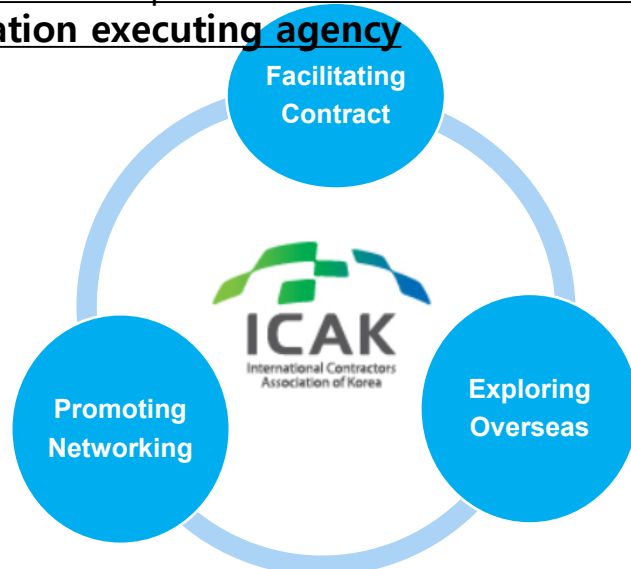 ation executing agency
Facilitating
Contract
ICAK
International Contractors
Association of Korea
Promoting
Networking
Exploring
Overseas